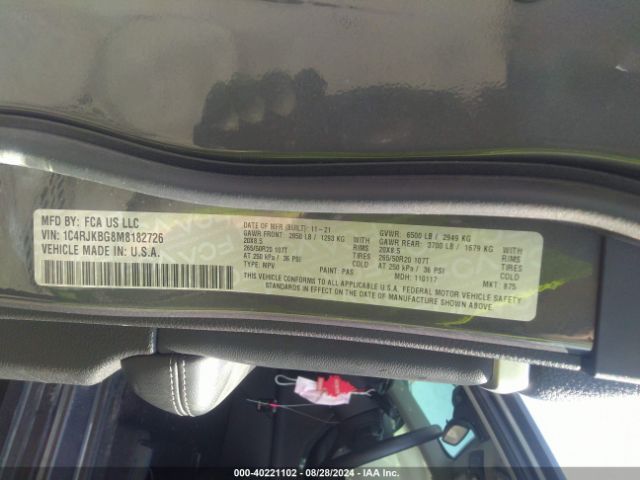 MFD BY: FCA US LLC
VIN: 1C4RJKBG8M8182726
VEHICLE MADE IN: U.S.A.
DATE OF MFR (BUILT): 11-21
GAWR FRONT: 2850 LB / 1293 KG
20X8.5
265/50R20 107T
AT 250 kPa / 36 PSI
TYPE: MPV
RIMS
TIRES
COLD
PAINT: PAS
GVWR: 6500 LB / 2949 KG
GAWR REAR: 3700 LB / 1679 KG
20X8.5
265/50R20 107T
AT 250 kPa / 36 PSI
MDH: 110117
RIMS
TIRES
COLD
MKT: 875
THIS VEHICLE CONFORMS TO ALL APPLICABLE U.S.A. FEDERAL MOTOR VEHICLE SAFETY
STANDARDS IN EFFECT ON THE DATE OF MANUFACTURE SHOWN ABOVE.
000-40221102 / 08/28/2024 / IAA Inc.